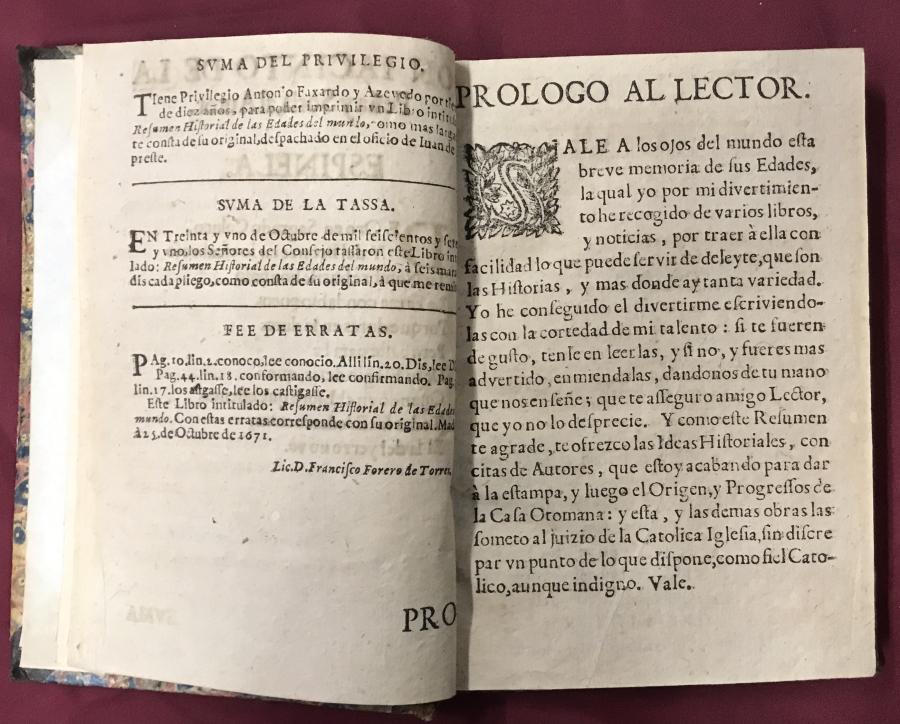 SVMA DEL PRIVILEGIO.
TIene Privilegio Antonio Faxardo y Azevedo por tie
de diez años, para poder imprimir vn Libro intitu
Resumen Historial de las Edades del mundo, como mas larga
te consta de su original, despachado en el oficio de Iuan de
preste.
SVMA DE LA TASSA.
EN Treinta y vno de Octubre de mil seiscientos y sete
y vno, los Señores del Consejo tassaron este Libro int
lado: Resumen Historial de las Edades del mundo, à seis mar
dis cada pliego, como consta de su original, à que me remi
FEE DE ERRATAS.
PAg. 10. lin. 2. conoco, lee conocio. Alli lin. 20. Dis, lee D
Pag. 44. lin. 18. conformando, lee confirmando. Pag.
lin. 17. los lee los castigasse.
Este Libro intitulado: Resumen Historial de las Edades
mundo. Con estas erratas corresponde con su original. Mad
à 23. de Octubre de 1671.
Lic. D. Francisco Forero de Torres.
PRO
PROLOGO AL LECTOR.
SALE A los ojos del mundo esta
breve memoria de sus Edades,
la qual yo por mi divertimien-
to he recogido de varios libros,
y noticias, por traer à ella con
facilidad lo que puede servir de deleyte, que son
las Historias, y mas donde ay tanta variedad.
Yo he conseguido el divertirme escriviendo-
las con la cortedad de mi talento: si te fueren
de gusto, tenle en leerlas, y si no, y fueres mas
advertido, enmiendalas, dandonos de tu mano
que nos enseñe; que te asseguro amigo Lector,
que yo no lo desprecie. Y como este Resumen
te agrade, te ofrezco las Ideas Historiales, con
citas de Autores, que estoy acabando para dar
à la estampa, y luego el Origen, y Progressos de
la Casa Otomana: y esta, y las demas obras las
someto al juizio de la Catolica Iglesia, sin discre
par vn punto de lo que dispone, como fiel Cato-
lico, aunque indigno. Vale.